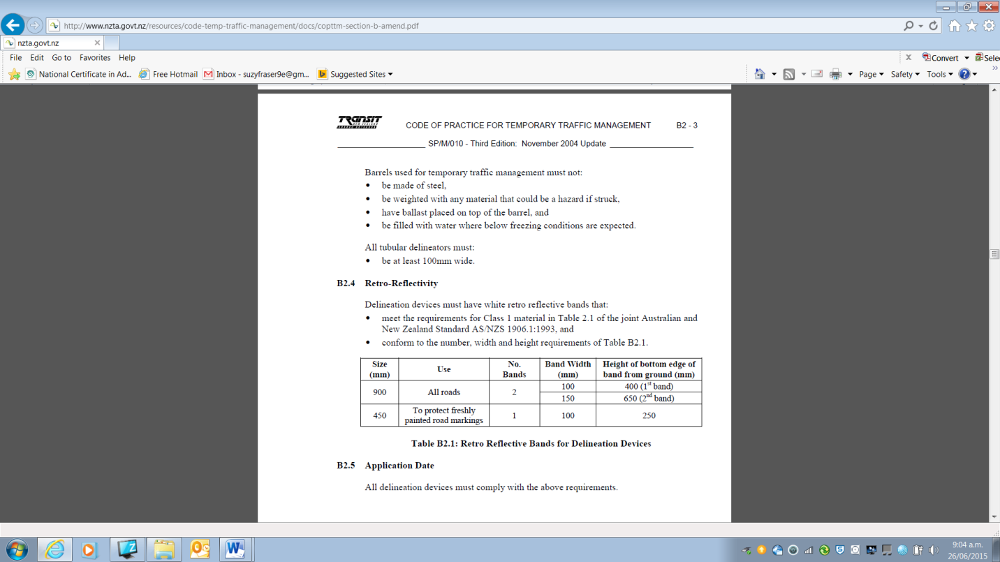 http://www.nzta.govt.nz/resources/code-temp-traffic-management/docs/copttm-section-b-amend.pdf
nzta.govt.nz
File Edit Go to Favorites Help
X Convert Sele
National Certificate in Ad... Free Hotmail Inbox - suzyfraser9e@gm... Suggested Sites
Page Safety Tools
TRANSIT
NEW ZEALAND
CODE OF PRACTICE FOR TEMPORARY TRAFFIC MANAGEMENT B2 - 3
SP/M/010 - Third Edition: November 2004 Update
Barrels used for temporary traffic management must not:
• be made of steel,
• be weighted with any material that could be a hazard if struck,
• have ballast placed on top of the barrel, and
• be filled with water where below freezing conditions are expected.
All tubular delineators must:
• be at least 100mm wide.
B2.4 Retro-Reflectivity
Delineation devices must have white retro reflective bands that:
• meet the requirements for Class 1 material in Table 2.1 of the joint Australian and
New Zealand Standard AS/NZS 1906.1:1993, and
• conform to the number, width and height requirements of Table B2.1.
Size (mm) Use No. Bands Band Width (mm) Height of bottom edge of band from ground (mm)
900 All roads 2 100 400 (1st band)
150 650 (2nd band)
450 To protect freshly painted road markings 1 100 250
Table B2.1: Retro Reflective Bands for Delineation Devices
B2.5 Application Date
All delineation devices must comply with the above requirements.
9:04 a.m.
26/06/2015